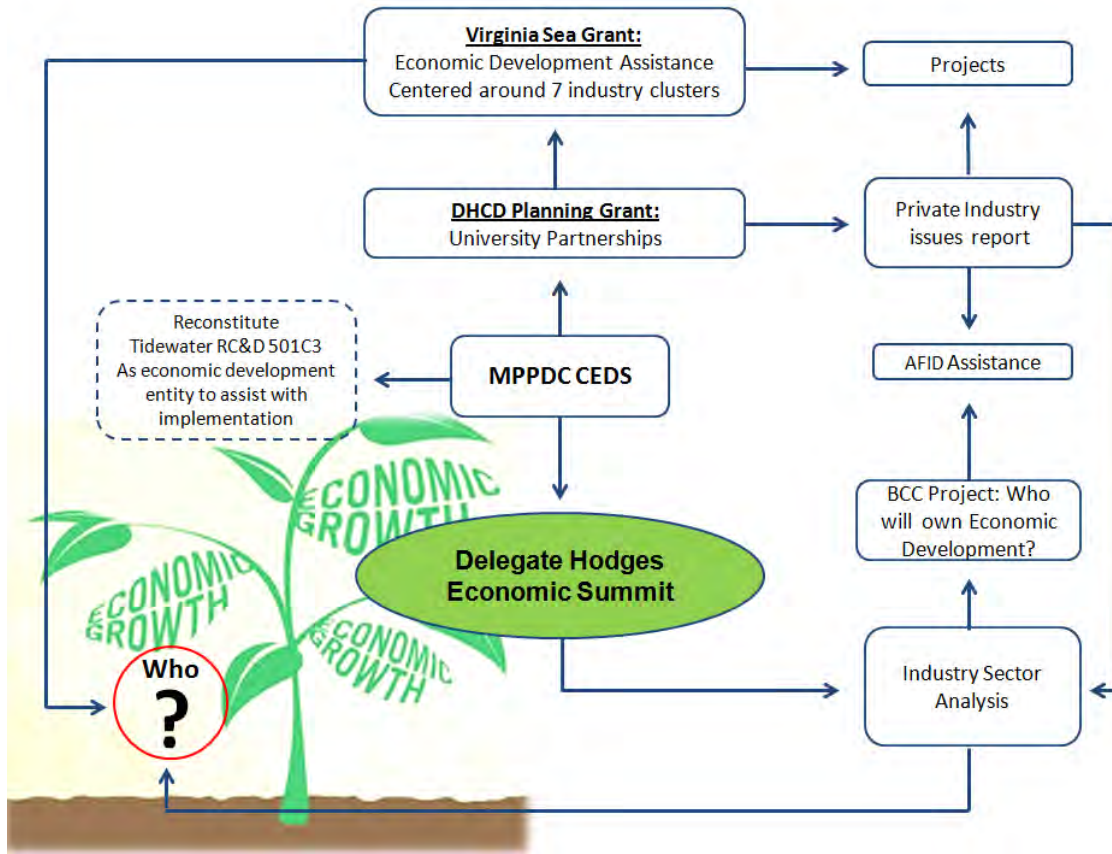 Virginia Sea Grant:
Economic Development Assistance
Centered around 7 industry clusters
Projects
DHCD Planning Grant:
University Partnerships
Private Industry
issues report
Reconstitute
Tidewater RC&D 501C3
As economic development
entity to assist with
implementation
MPPDC CEDS
AFID Assistance
BCC Project: Who
will own Economic
Development?
ECONOMIC
GROWTH
Delegate Hodges
Economic Summit
ECONOMIC
GROWTH
ECONOMIC
GROWTH
Who
?
Industry Sector
Analysis